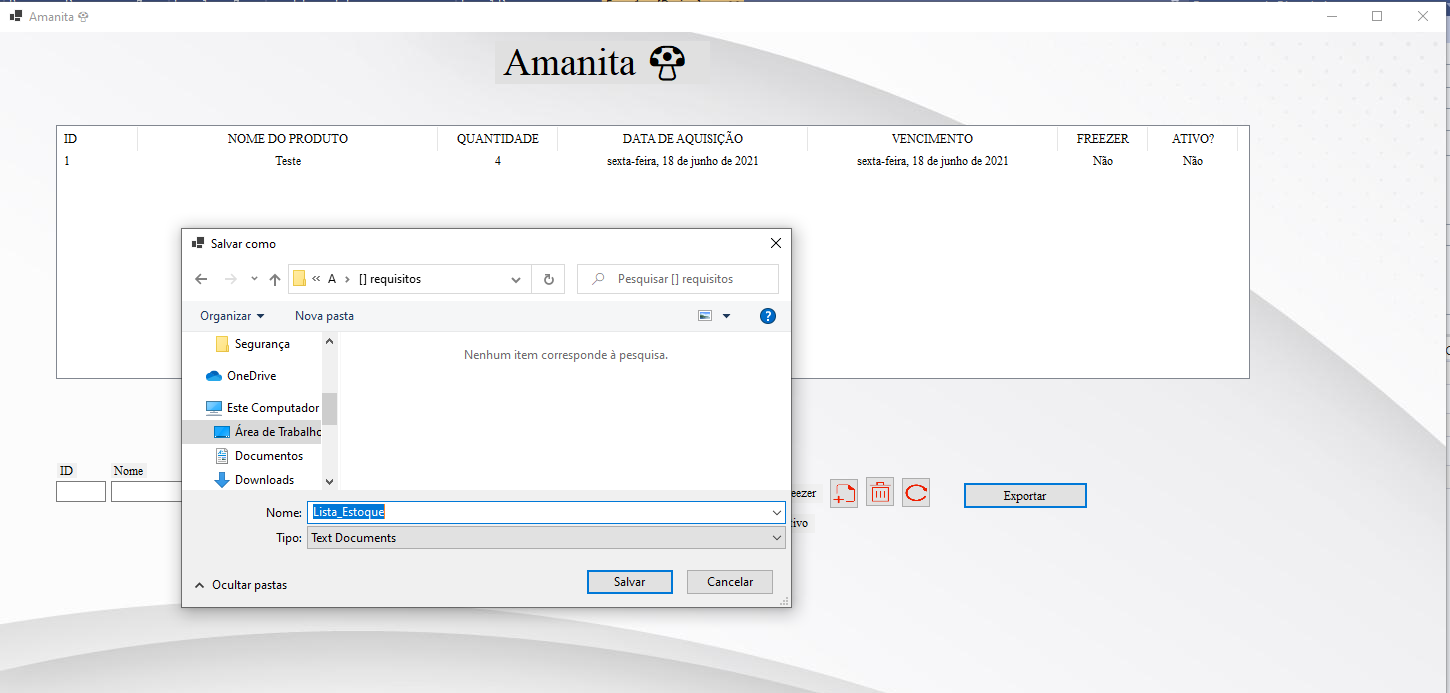 Amanita
Amanita
ID NOME DO PRODUTO QUANTIDADE DATA DE AQUISIÇÃO VENCIMENTO FREEZER ATIVO?
1 Teste 4 sexta-feira, 18 de junho de 2021 sexta-feira, 18 de junho de 2021 Não Não
Salvar como
« A › [] requisitos
Pesquisar [] requisitos
Organizar Nova pasta
Segurança
Nenhum item corresponde à pesquisa.
OneDrive
Este Computador
Área de Trabalho
Documentos
Downloads
ID Nome
eezer
Exportar
Nome: Lista_Estoque
tivo
Tipo: Text Documents
Ocultar pastas
Salvar Cancelar